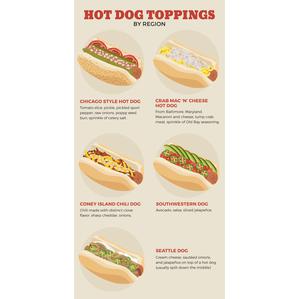 HOT DOG TOPPINGS
BY REGION
CHICAGO STYLE HOT DOG
Tomato slice, pickle, pickled sport
pepper, raw onions, poppy seed
bun, sprinkle of celery salt
CRAB MAC 'N' CHEESE
HOT DOG
From Baltimore, Maryland.
Macaroni and cheese, lump crab
meat, sprinkle of Old Bay seasoning
CONEY ISLAND CHILI DOG
Chili made with distinct clove
flavor, sharp cheddar, onions,
SOUTHWESTERN DOG
Avocado, salsa, sliced jalapeños
SEATTLE DOG
Cream cheese, sautéed onions,
and jalapeños on top of a hot dog
(usually split down the middle)